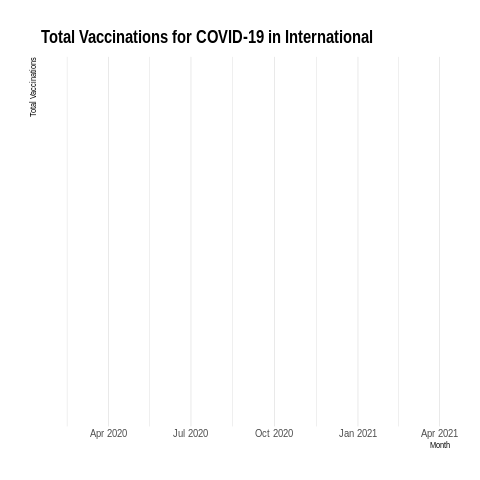 Total Vaccinations for COVID-19 in International
Total Vaccinations
Apr 2020 Jul 2020 Oct 2020 Jan 2021 Apr 2021
Month